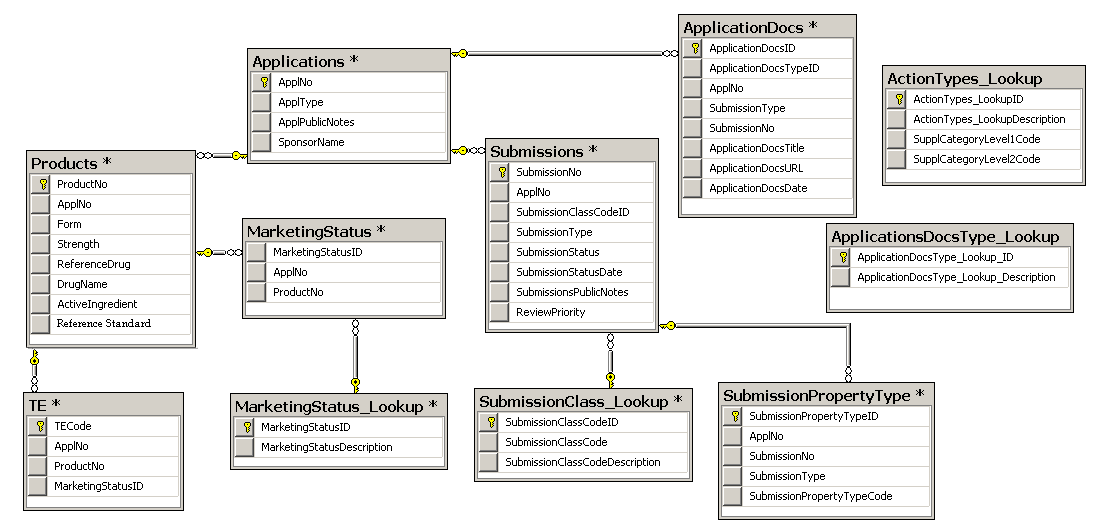 Applications *
ApplNo
ApplType
ApplPublicNotes
SponsorName
ApplicationDocs *
ApplicationDocsID
ApplicationDocsTypeID
ApplNo
SubmissionType
SubmissionNo
ApplicationDocsTitle
ApplicationDocsURL
ApplicationDocsDate
ActionTypes_Lookup
ActionTypes_LookupID
ActionTypes_LookupDescription
SupplCategoryLevel1Code
SupplCategoryLevel2Code
Products *
ProductNo
ApplNo
Form
Strength
ReferenceDrug
DrugName
ActiveIngredient
Reference Standard
MarketingStatus *
MarketingStatusID
ApplNo
ProductNo
Submissions *
SubmissionNo
ApplNo
SubmissionClassCodeID
SubmissionType
SubmissionStatus
SubmissionStatusDate
SubmissionsPublicNotes
ReviewPriority
ApplicationsDocsType_Lookup
ApplicationDocsType_Lookup_ID
ApplicationDocsType_Lookup_Description
TE *
TECode
ApplNo
ProductNo
MarketingStatusID
MarketingStatus_Lookup *
MarketingStatusID
MarketingStatusDescription
SubmissionClass_Lookup *
SubmissionClassCodeID
SubmissionClassCode
SubmissionClassCodeDescription
SubmissionPropertyType *
SubmissionPropertyTypeID
ApplNo
SubmissionNo
SubmissionType
SubmissionPropertyTypeCode